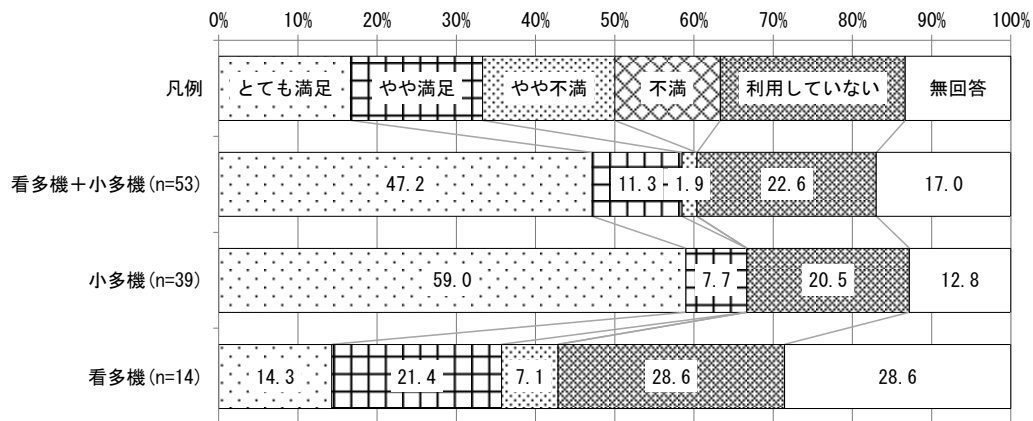 0% 10% 20% 30% 40% 50% 60% 70% 80% 90% 100%
凡例 とても満足 やや満足 やや不満 不満 利用していない 無回答
看多機＋小多機(n=53) 47.2 11.3 1.9 22.6 17.0
小多機(n=39) 59.0 7.7 20.5 12.8
看多機(n=14) 14.3 21.4 7.1 28.6 28.6